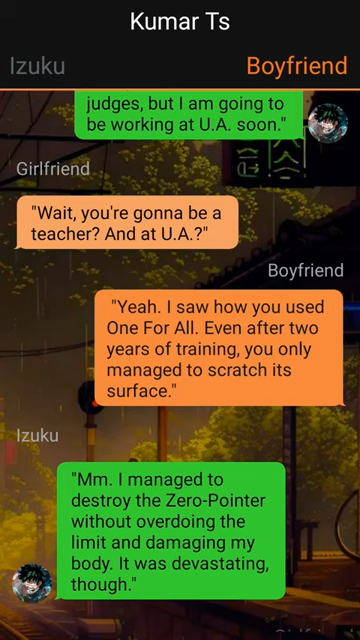 Kumar Ts
Izuku
Boyfriend
judges, but I am going to
be working at U.A. soon."
Girlfriend
"Wait, you're gonna be a
teacher? And at U.A.?"
Boyfriend
"Yeah. I saw how you used
One For All. Even after two
years of training, you only
managed to scratch its
surface."
Izuku
"Mm. I managed to
destroy the Zero-Pointer
without overdoing the
limit and damaging my
body. It was devastating,
though."